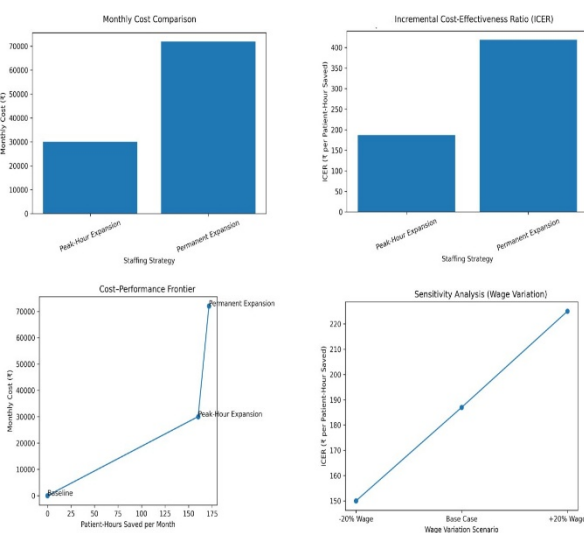 Monthly Cost Comparison
Monthly Cost (₹)
70000
60000
50000
40000
30000
20000
10000
0
Peak-Hour Expansion
Permanent Expansion
Staffing Strategy
Incremental Cost-Effectiveness Ratio (ICER)
ICER (₹ per Patient-Hour Saved)
400
350
300
250
200
150
100
50
0
Peak-Hour Expansion
Permanent Expansion
Staffing Strategy
Cost-Performance Frontier
Monthly Cost (₹)
70000
60000
50000
40000
30000
20000
10000
0
Permanent Expansion
Peak-Hour Expansion
Baseline
0 25 50 75 100 125 150 175
Patient-Hours Saved per Month
Sensitivity Analysis (Wage Variation)
ICER (₹ per Patient-Hour Saved)
220
210
200
190
180
170
160
150
-20% Wage Base Case +20% Wage
Wage Variation Scenario